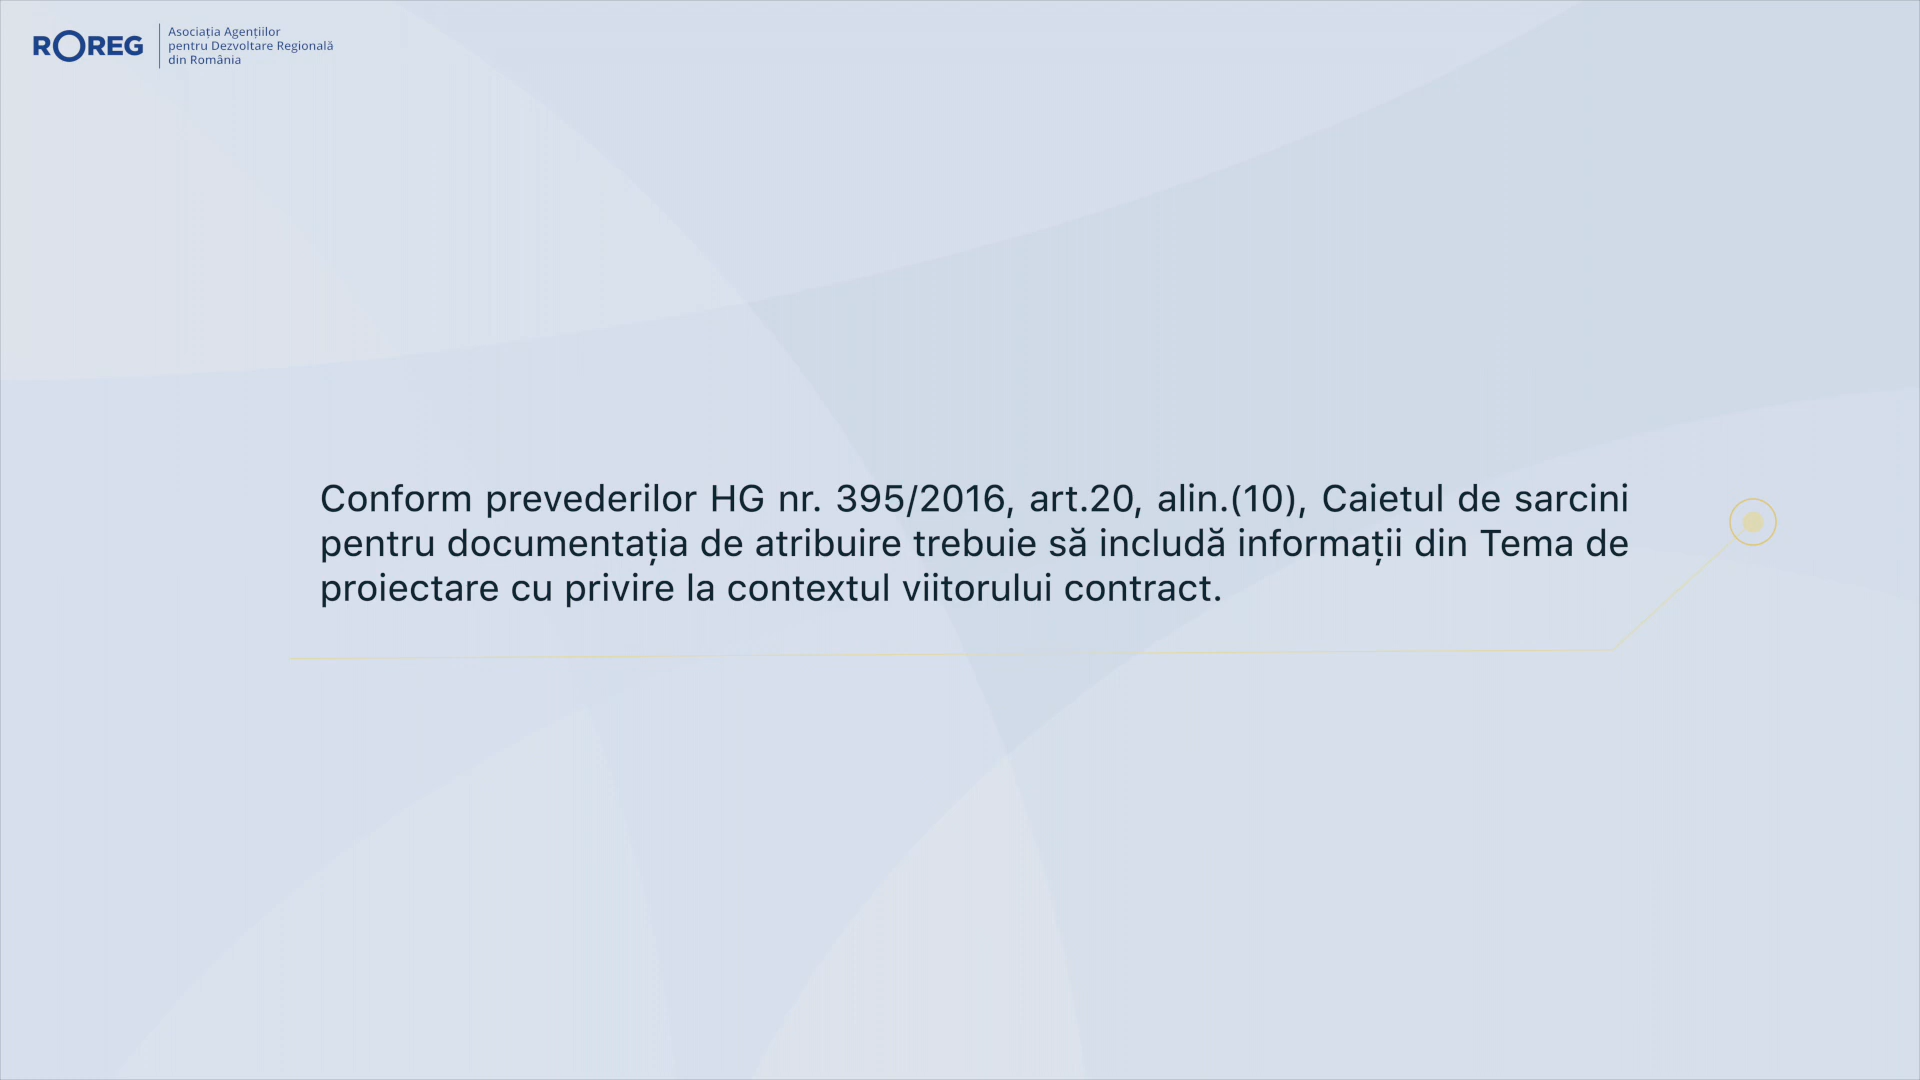 ROREG
Asociația Agențiilor
pentru Dezvoltare Regională
din România
Conform prevederilor HG nr. 395/2016, art.20, alin.(10), Caietul de sarcini
pentru documentația de atribuire trebuie să includă informații din Tema de
proiectare cu privire la contextul viitorului contract.